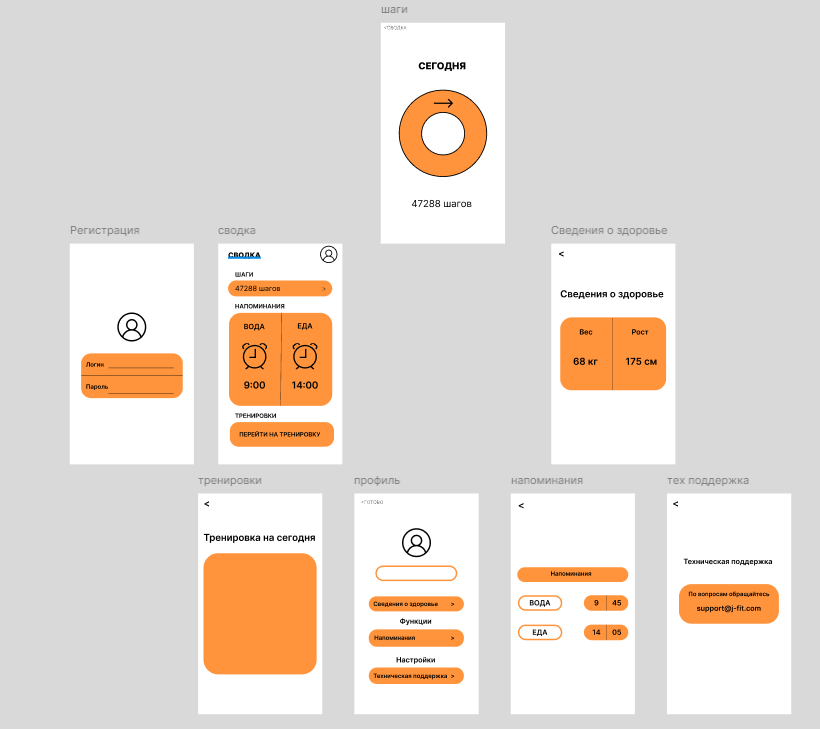 шаги
<СВОДКА
СЕГОДНЯ
47288 шагов
Регистрация
Логин
Пароль
сводка
СВОДКА
ШАГИ
47288 шагов >
НАПОМИНАНИЯ
ВОДА ЕДА
9:00 14:00
ТРЕНИРОВКИ
ПЕРЕЙТИ НА ТРЕНИРОВКУ
Сведения о здоровье
<
Сведения о здоровье
Вес Рост
68 кг 175 см
тренировки
<
Тренировка на сегодня
профиль
<ГОТОВО
Сведения о здоровье >
Функции
Напоминания >
Настройки
Техническая поддержка >
напоминания
<
Напоминания
ВОДА 9 45
ЕДА 14 05
тех поддержка
<
Техническая поддержка
По вопросам обращайтесь
support@j-fit.com